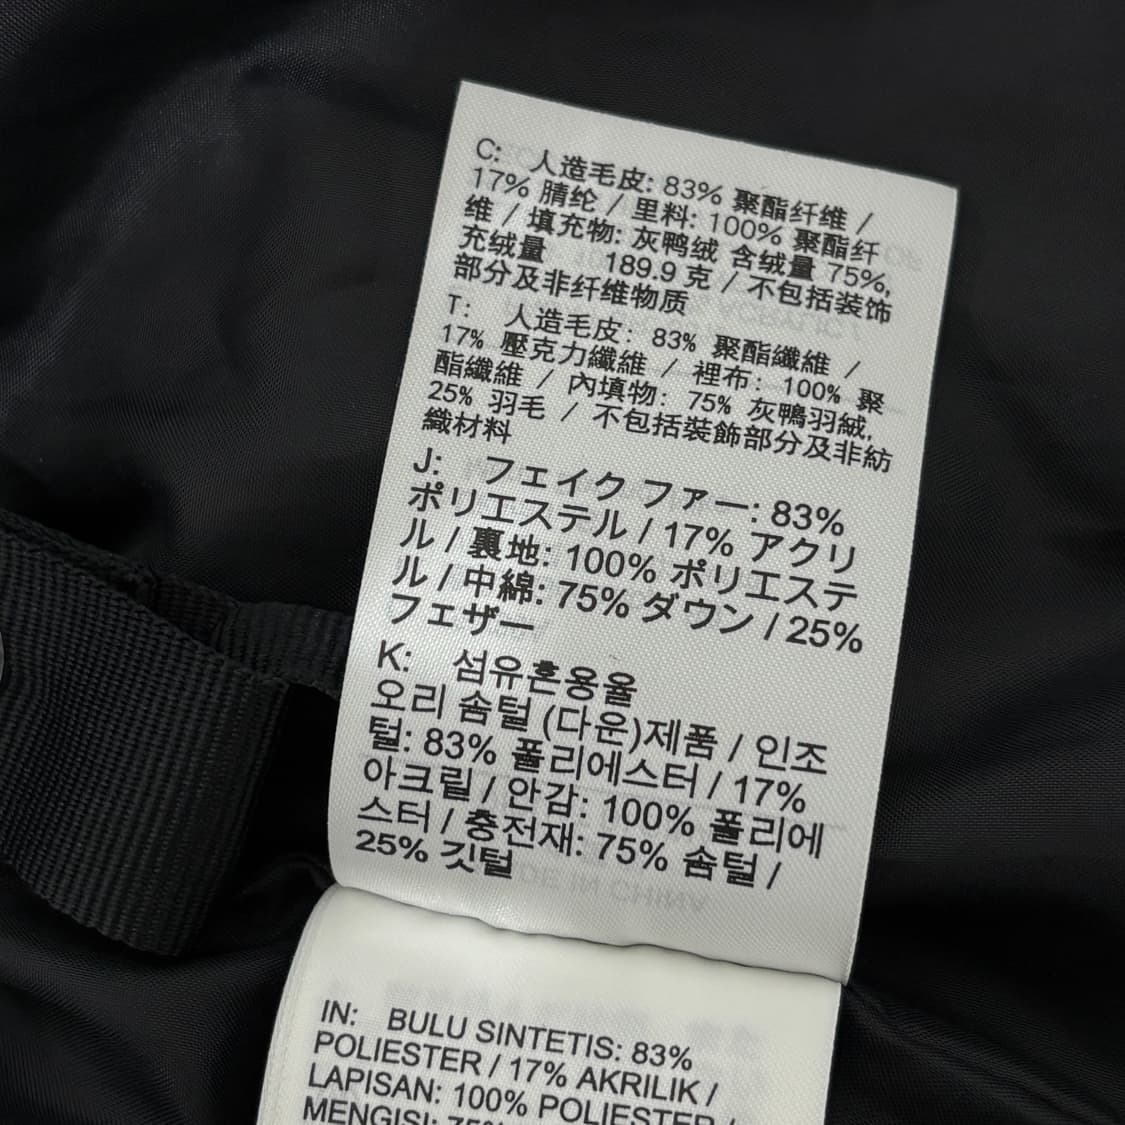 C: 人造毛皮: 83% 聚酯纤维 /
17% 腈纶 / 里料: 100% 聚酯纤
维 / 填充物: 灰鸭绒 含绒量 75%,
充绒量 189.9 克 / 不包括装饰
部分及非纤维物质
T: 人造毛皮: 83% 聚酯纖維 /
17% 壓克力纖維 / 裡布: 100% 聚
酯纖維 / 內填物: 75% 灰鴨羽絨,
25% 羽毛 / 不包括裝飾部分及非紡
織材料
J: フェイク ファー: 83%
ポリエステル / 17% アクリ
ル / 裏地: 100% ポリエステ
ル / 中綿: 75% ダウン / 25%
フェザー
K: 섬유혼용율
오리 솜털 (다운)제품 / 인조
털: 83% 폴리에스터 / 17%
아크릴 / 안감: 100% 폴리에
스터 / 충전재: 75% 솜털 /
25% 깃털
MADE IN CHINA
IN: BULU SINTETIS: 83%
POLIESTER / 17% AKRILIK /
LAPISAN: 100% POLIESTER /
MENGISI: 75%